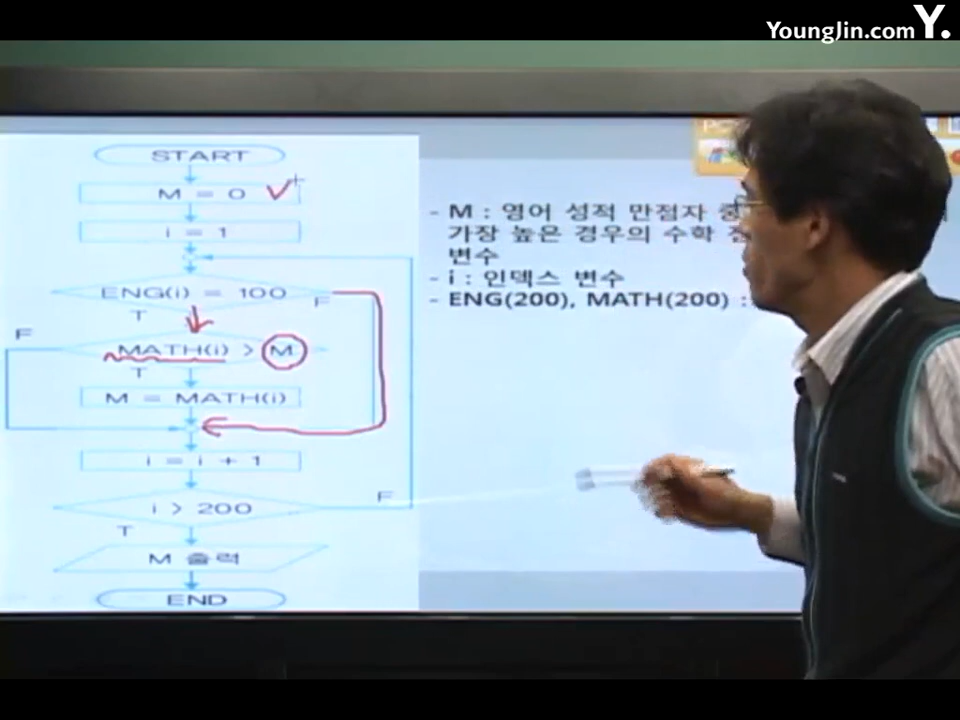 YoungJin.com Y.
START
M = 0
i = 1
ENG(i) = 100
F
T
F
MATH(i) > M
T
M = MATH(i)
i = i + 1
i > 200
F
T
M 출력
END
- M : 영어 성적 만점자 중
가장 높은 경우의 수학
변수
- i : 인덱스 변수
- ENG(200), MATH(200) :